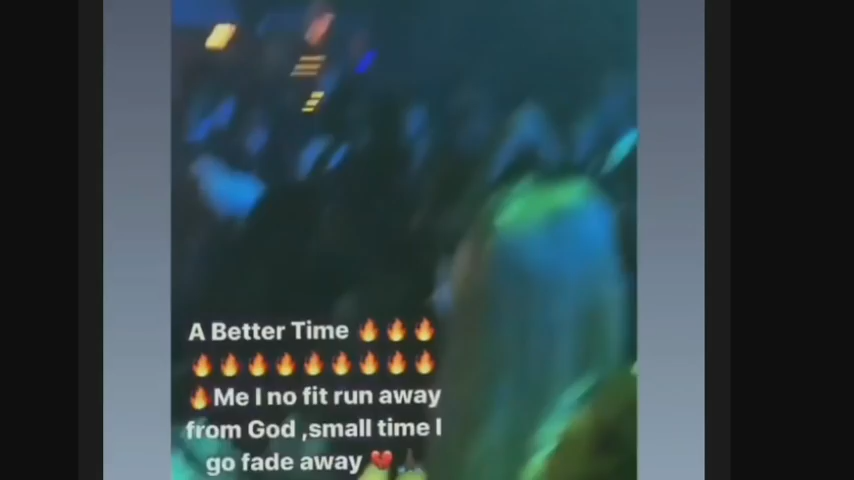 A Better Time 🔥🔥🔥
🔥🔥🔥🔥🔥🔥🔥🔥🔥
🔥Me I no fit run away
from God ,small time I
go fade away 💔🙏🏿